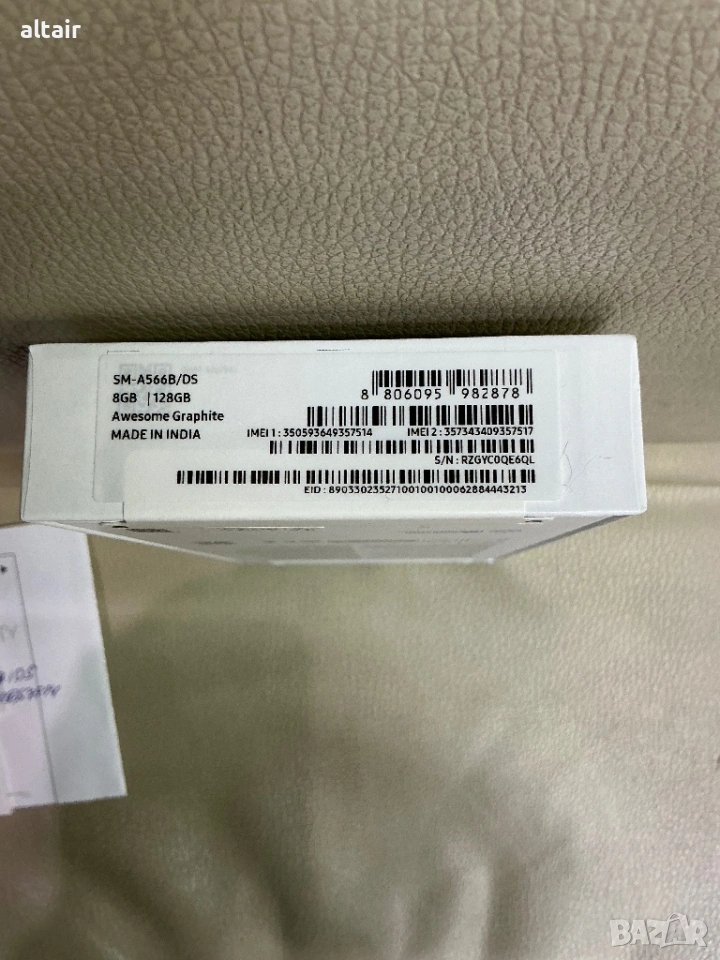 altair
SM-A566B/DS
8GB | 128GB
Awesome Graphite
MADE IN INDIA
8 806095 982878
IMEI 1 : 350593649357514 IMEI 2 : 357343409357517
S/N : RZGYC0QE6QL
EID : 89033023527100100100062884443213
BAZAR